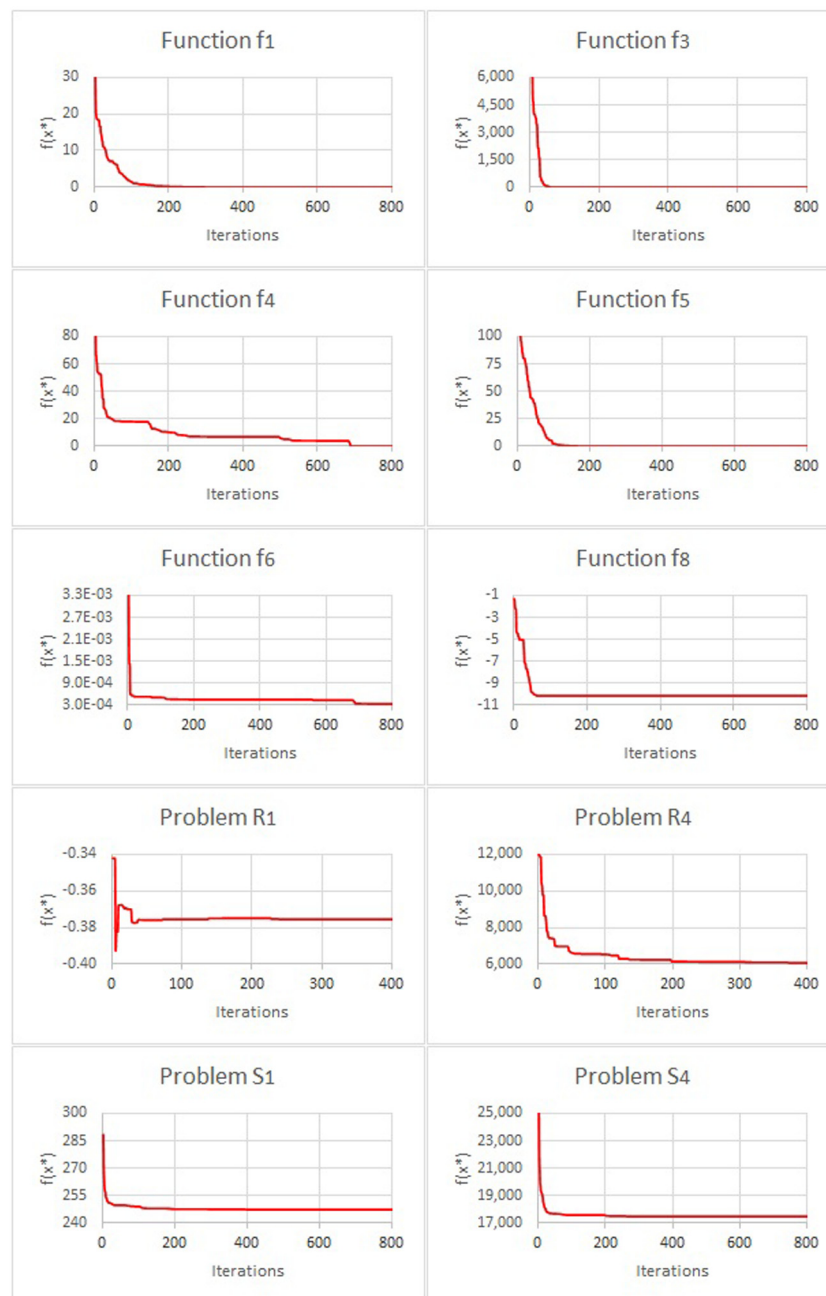 Function f1
30
20
10
0
f(x*)
0 200 400 600 800
Iterations
Function f3
6,000
4,500
3,000
1,500
0
f(x*)
0 200 400 600 800
Iterations
Function f4
80
60
40
20
0
f(x*)
0 200 400 600 800
Iterations
Function f5
100
75
50
25
0
f(x*)
0 200 400 600 800
Iterations
Function f6
3.3E-03
2.7E-03
2.1E-03
1.5E-03
9.0E-04
3.0E-04
f(x*)
0 200 400 600 800
Iterations
Function f8
-1
-3
-5
-7
-9
-11
f(x*)
0 200 400 600 800
Iterations
Problem R1
-0.34
-0.36
-0.38
-0.40
f(x*)
0 100 200 300 400
Iterations
Problem R4
12,000
10,000
8,000
6,000
f(x*)
0 100 200 300 400
Iterations
Problem S1
300
285
270
255
240
f(x*)
0 200 400 600 800
Iterations
Problem S4
25,000
23,000
21,000
19,000
17,000
f(x*)
0 200 400 600 800
Iterations